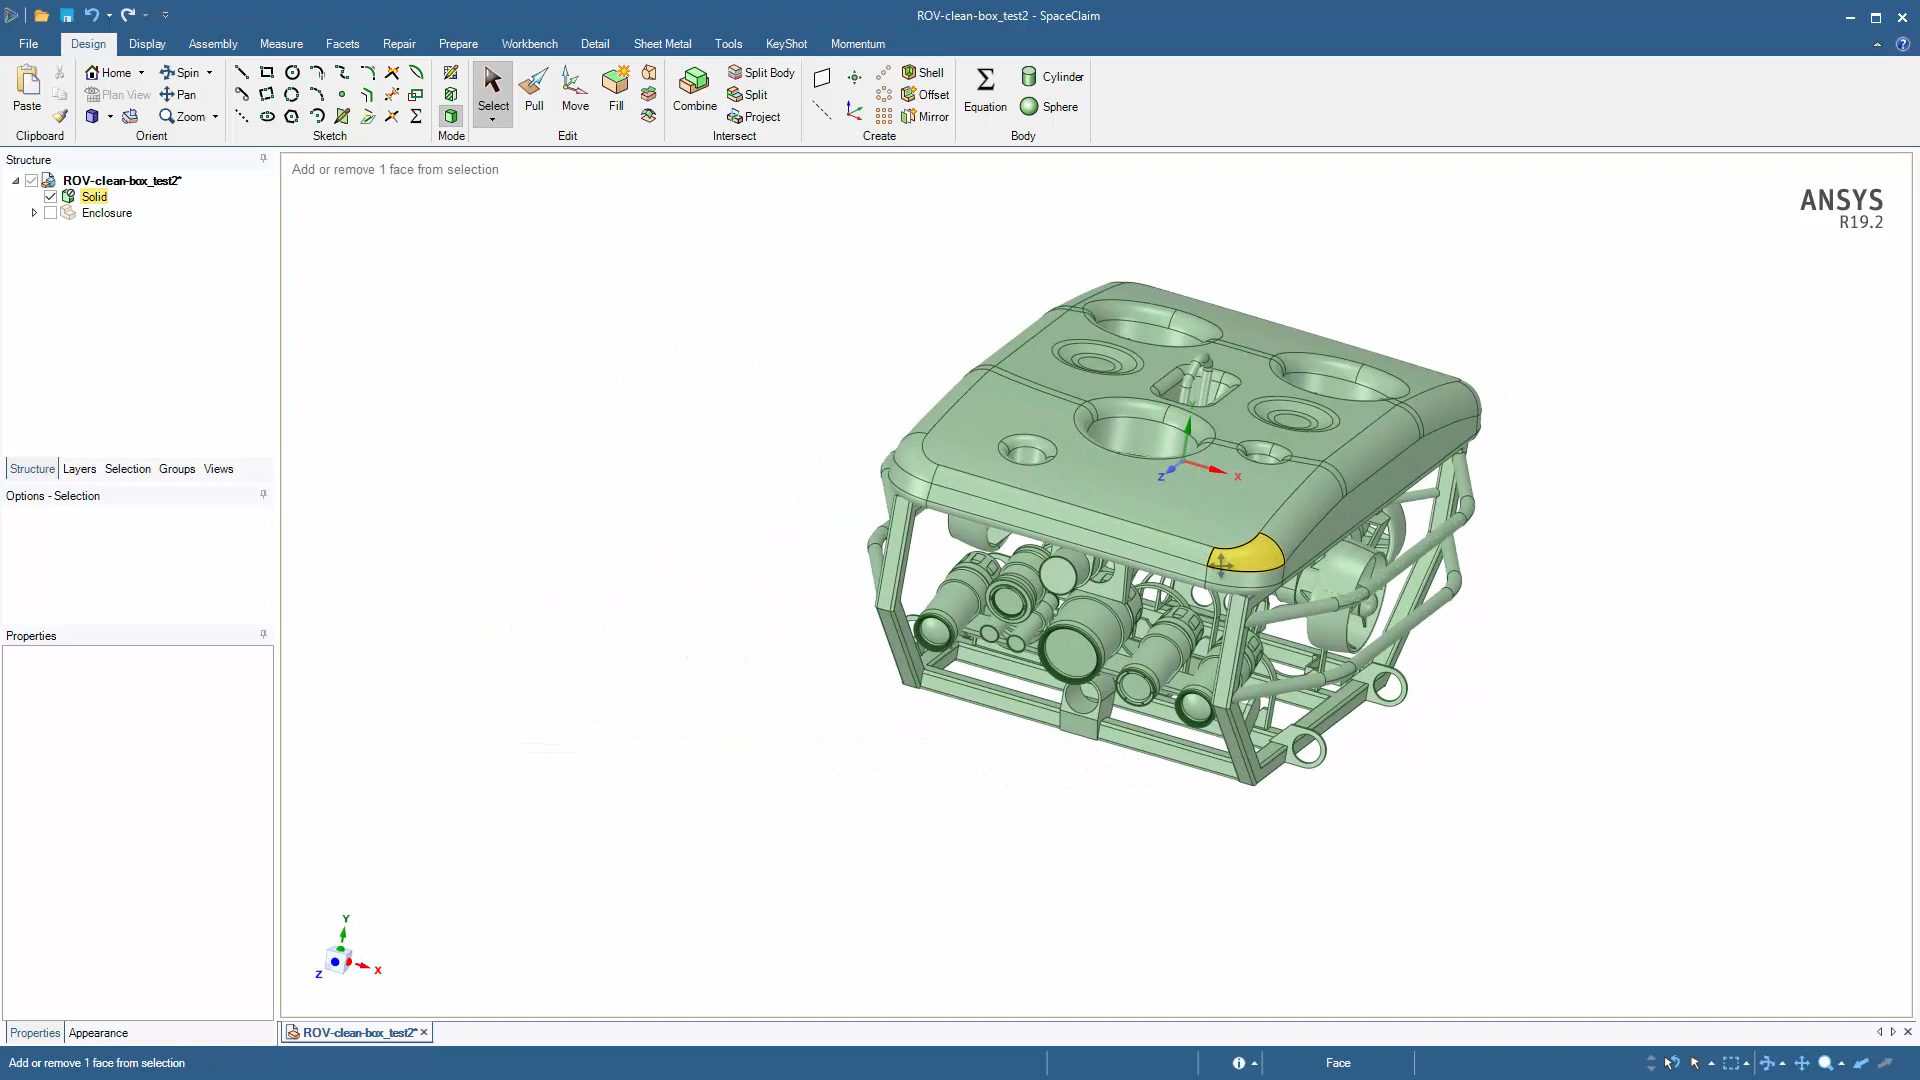 ROV-clean-box_test2 - SpaceClaim
File Design Display Assembly Measure Facets Repair Prepare Workbench Detail Sheet Metal Tools KeyShot Momentum
Paste
Clipboard
Home
Plan View
Spin
Pan
Zoom
Orient
Sketch
Mode
Select
Pull
Move
Fill
Edit
Combine
Split Body
Split
Project
Intersect
Shell
Offset
Mirror
Create
Equation
Cylinder
Sphere
Body
Structure
ROV-clean-box_test2*
Solid
Enclosure
Structure Layers Selection Groups Views
Options - Selection
Properties
Properties Appearance
Add or remove 1 face from selection
ANSYS
R19.2
Y
X
Z
Y
X
Z
ROV-clean-box_test2*
Add or remove 1 face from selection
Face